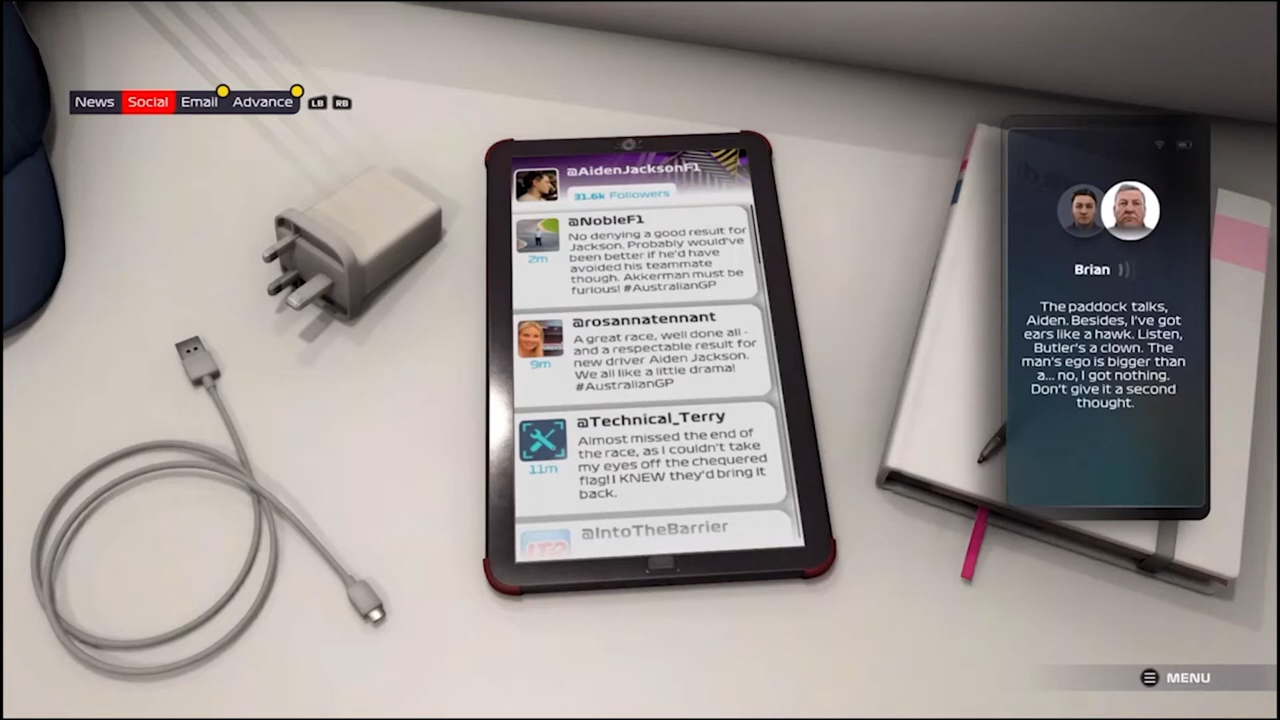 News Social Email Advance LB RB
@AidenJacksonF1
31.6k Followers
@NobleF1
2m
No denying a good result for
Jackson. Probably would've
been better if he'd have
avoided his teammate
though. Akkerman must be
furious! #AustralianGP
@rosannatennant
9m
A great race, well done all -
and a respectable result for
new driver Aiden Jackson.
We all like a little drama!
#AustralianGP
@Technical_Terry
11m
Almost missed the end of
the race, as I couldn't take
my eyes off the chequered
flag! I KNEW they'd bring it
back.
@IntoTheBarrier
Brian
The paddock talks,
Aiden. Besides, I've got
ears like a hawk. Listen,
Butler's a clown. The
man's ego is bigger than
a... no, I got nothing.
Don't give it a second
thought.
MENU